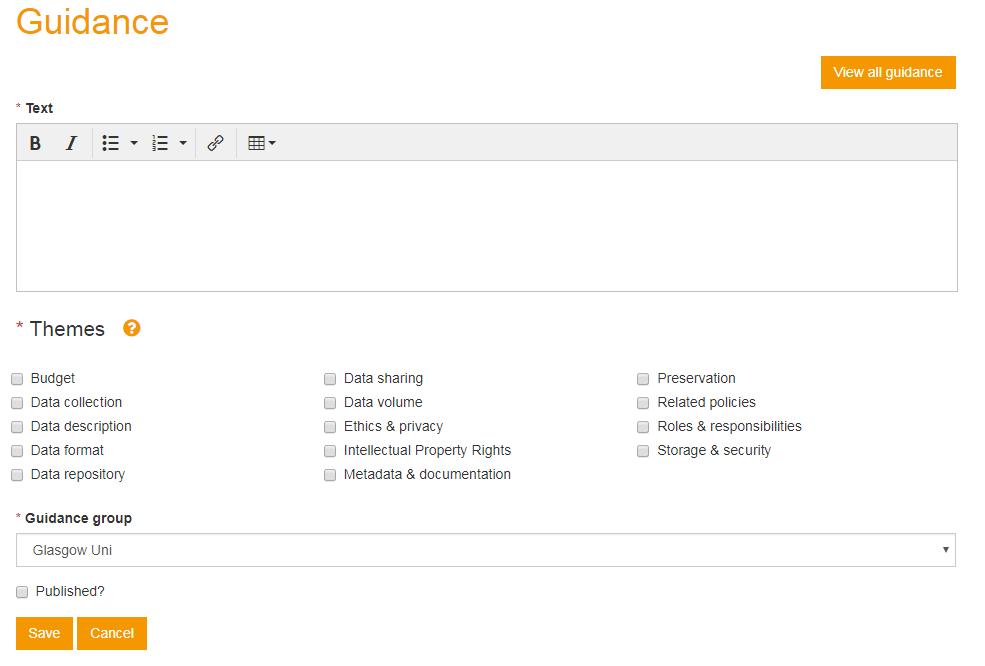 Guidance
View all guidance
* Text
B I
* Themes ?
Budget
Data collection
Data description
Data format
Data repository
Data sharing
Data volume
Ethics & privacy
Intellectual Property Rights
Metadata & documentation
Preservation
Related policies
Roles & responsibilities
Storage & security
* Guidance group
Glasgow Uni
Published?
Save Cancel